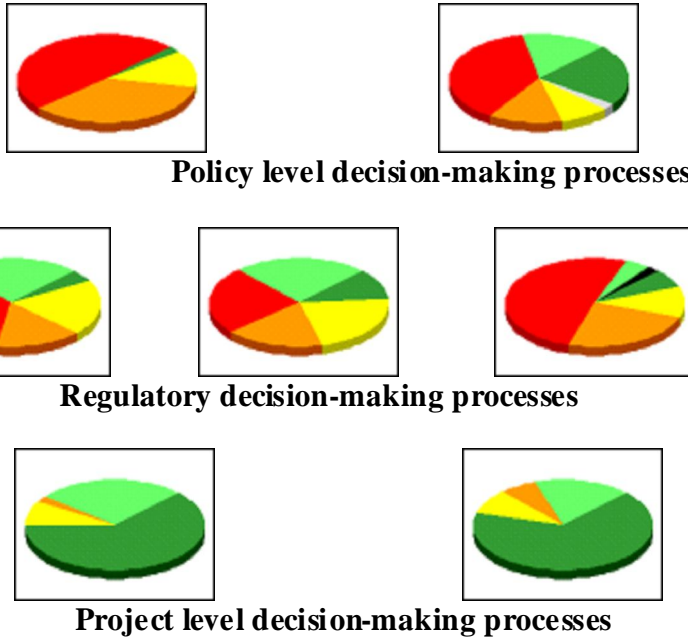 Policy level decision-making processes
Regulatory decision-making processes
Project level decision-making processes